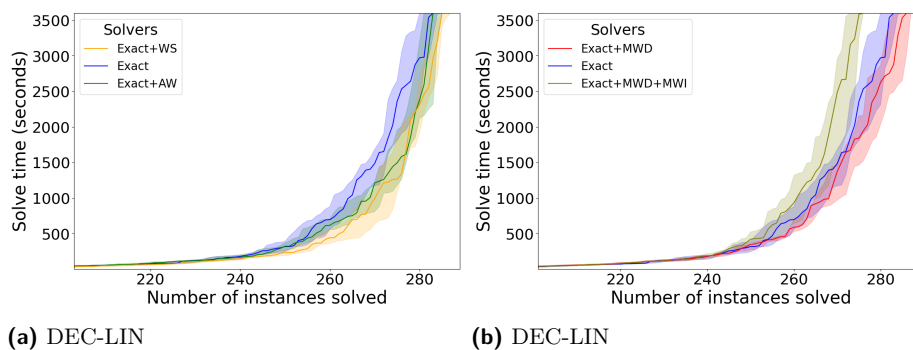 Solvers
Exact+WS
Exact
Exact+AW
3500
3000
2500
2000
1500
1000
500
Solve time (seconds)
220
240
260
280
Number of instances solved
(a) DEC-LIN
Solvers
Exact+MWD
Exact
Exact+MWD+MWI
3500
3000
2500
2000
1500
1000
500
Solve time (seconds)
220
240
260
280
Number of instances solved
(b) DEC-LIN